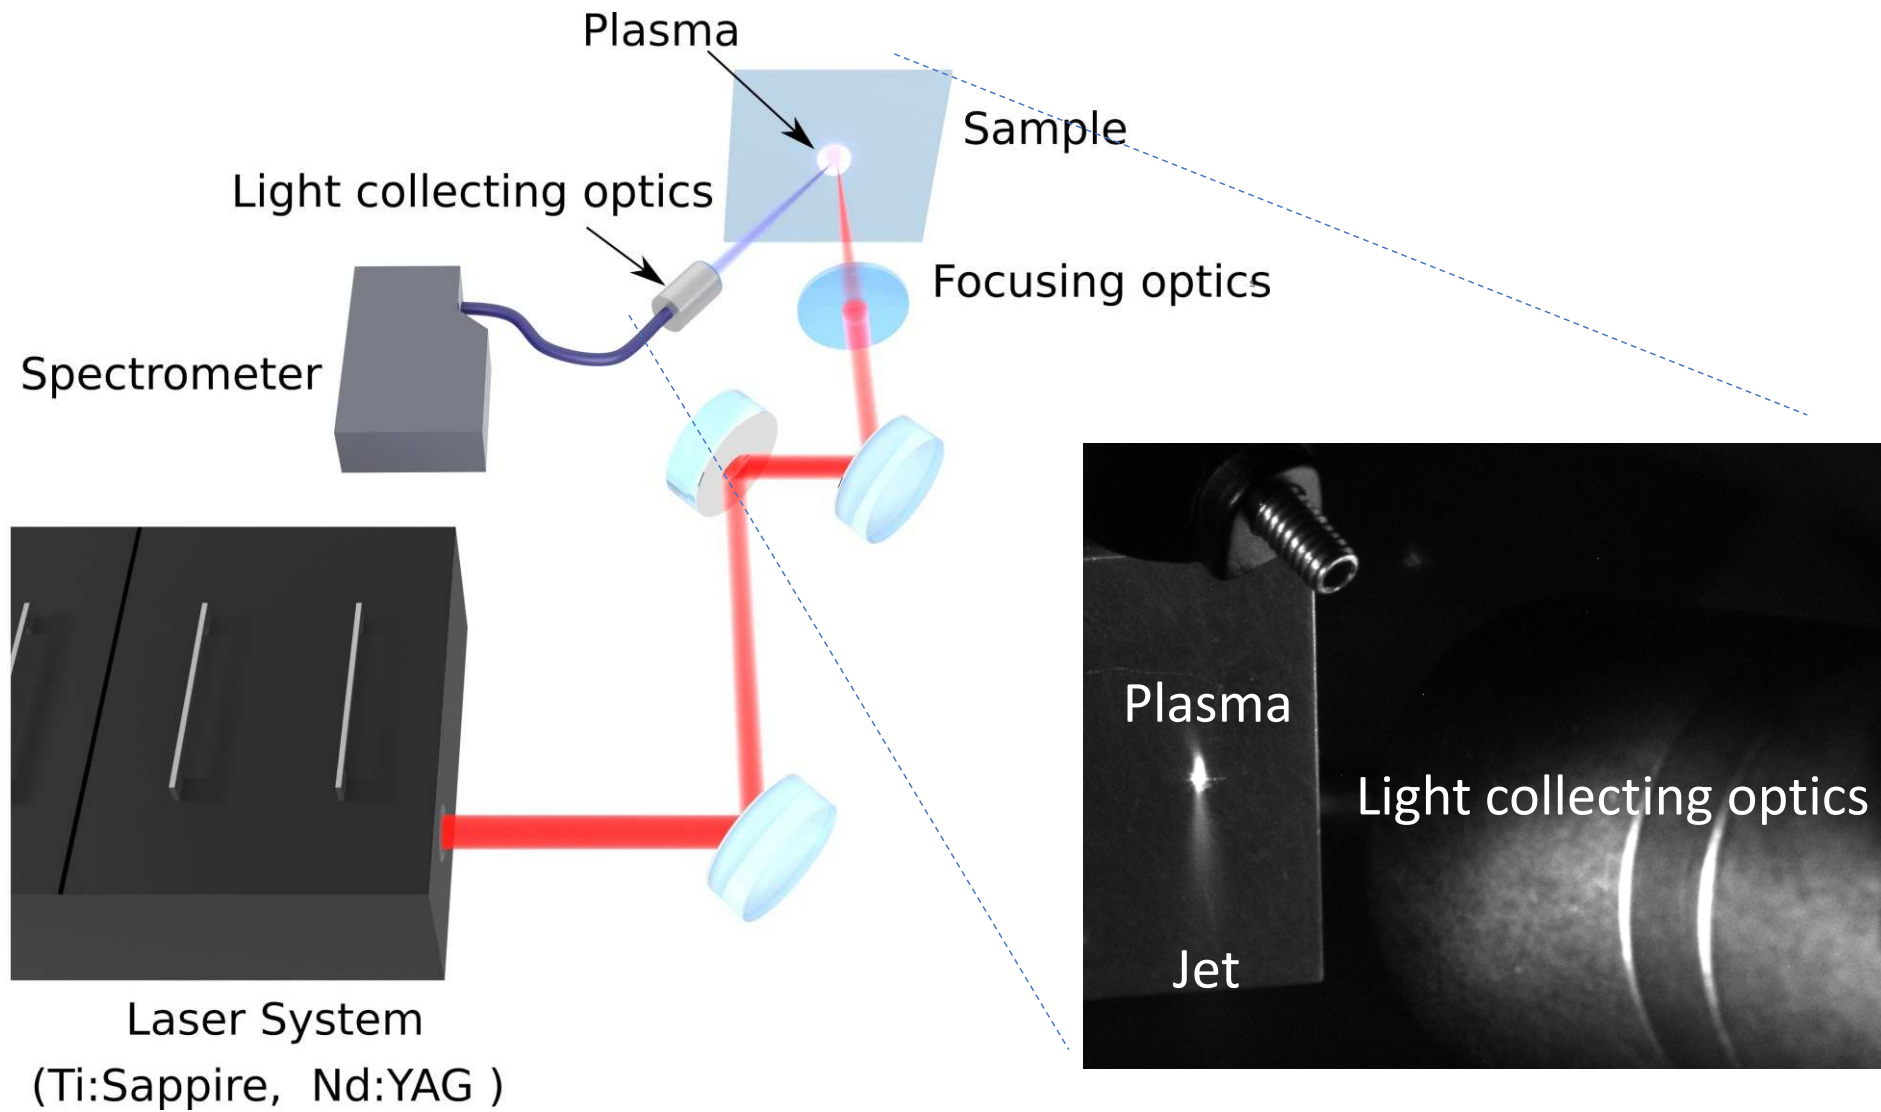 Plasma
Sample
Light collecting optics
Focusing optics
Spectrometer
Plasma
Light collecting optics
Jet
Laser System
(Ti:Sappire,  Nd:YAG )